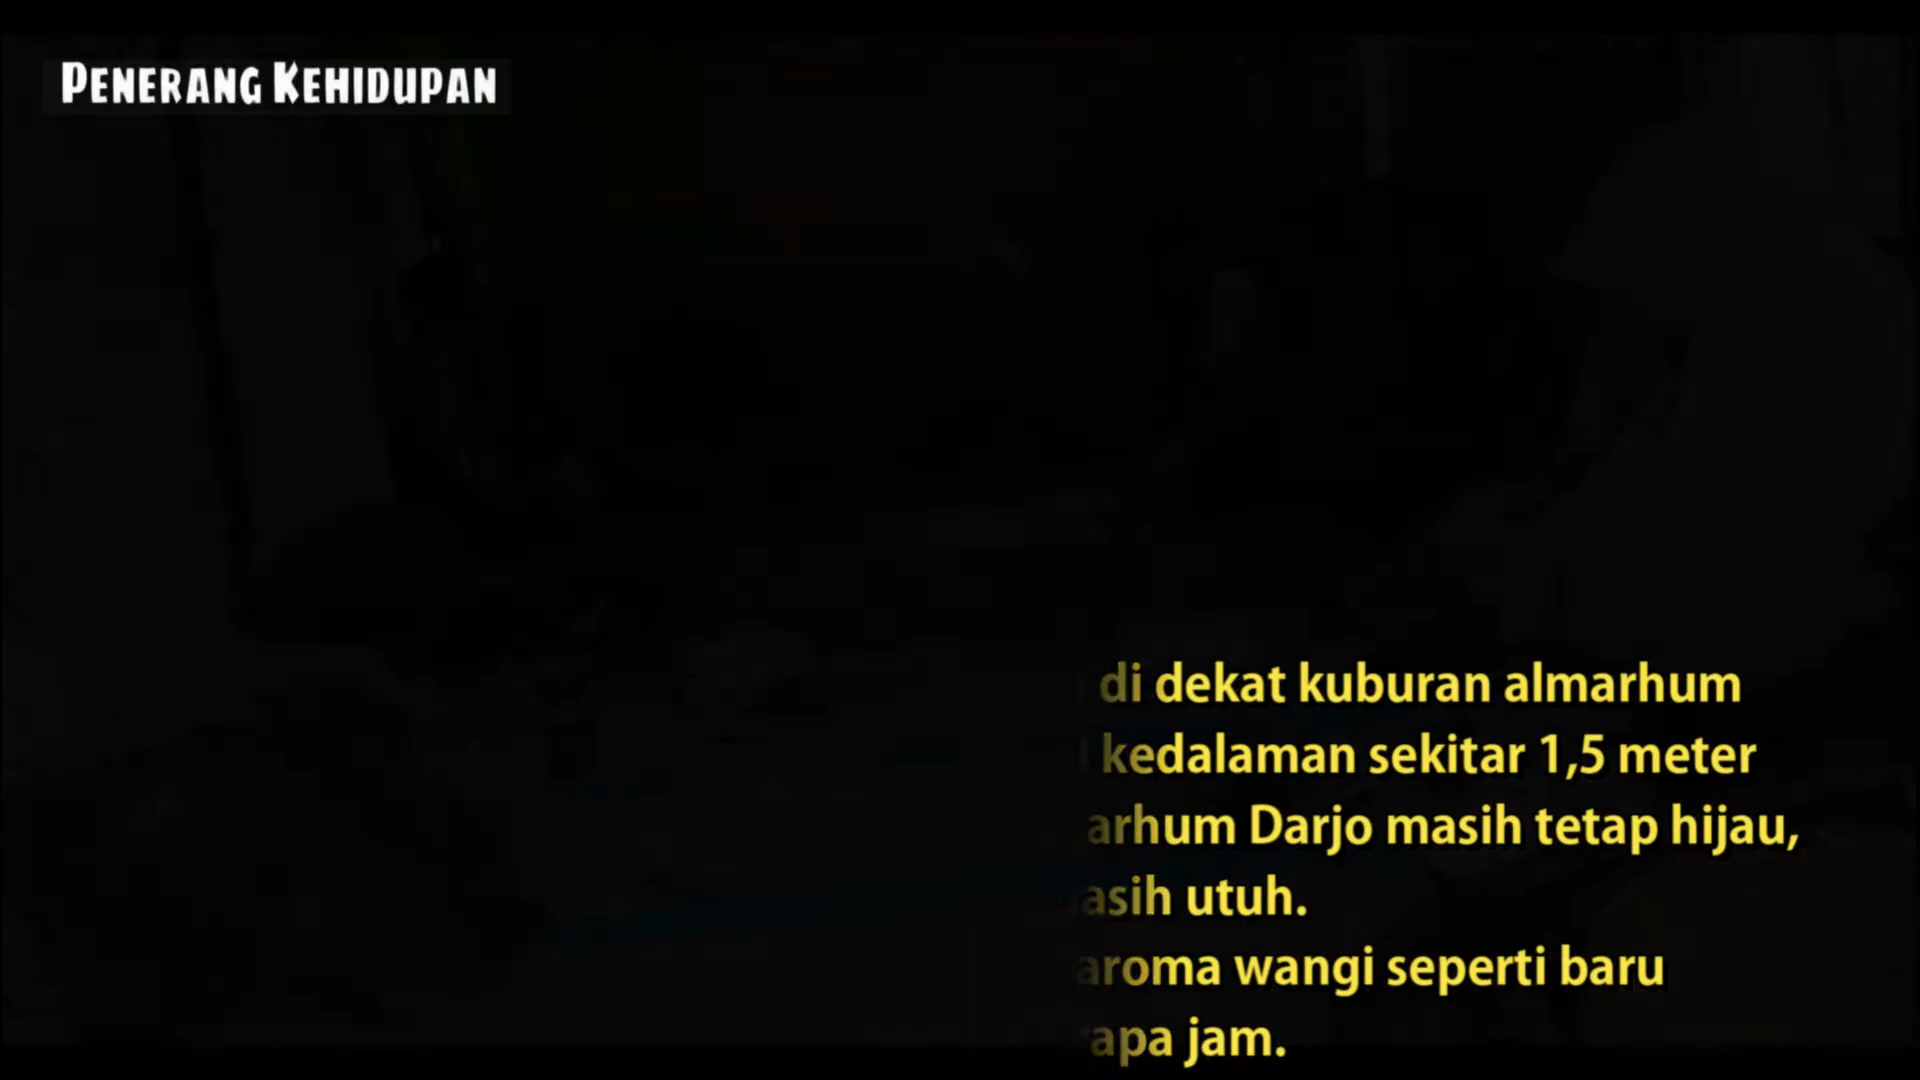 PENERANG KEHIDUPAN
di dekat kuburan almarhum
kedalaman sekitar 1,5 meter
arhum Darjo masih tetap hijau,
asih utuh.
aroma wangi seperti baru
apa jam.